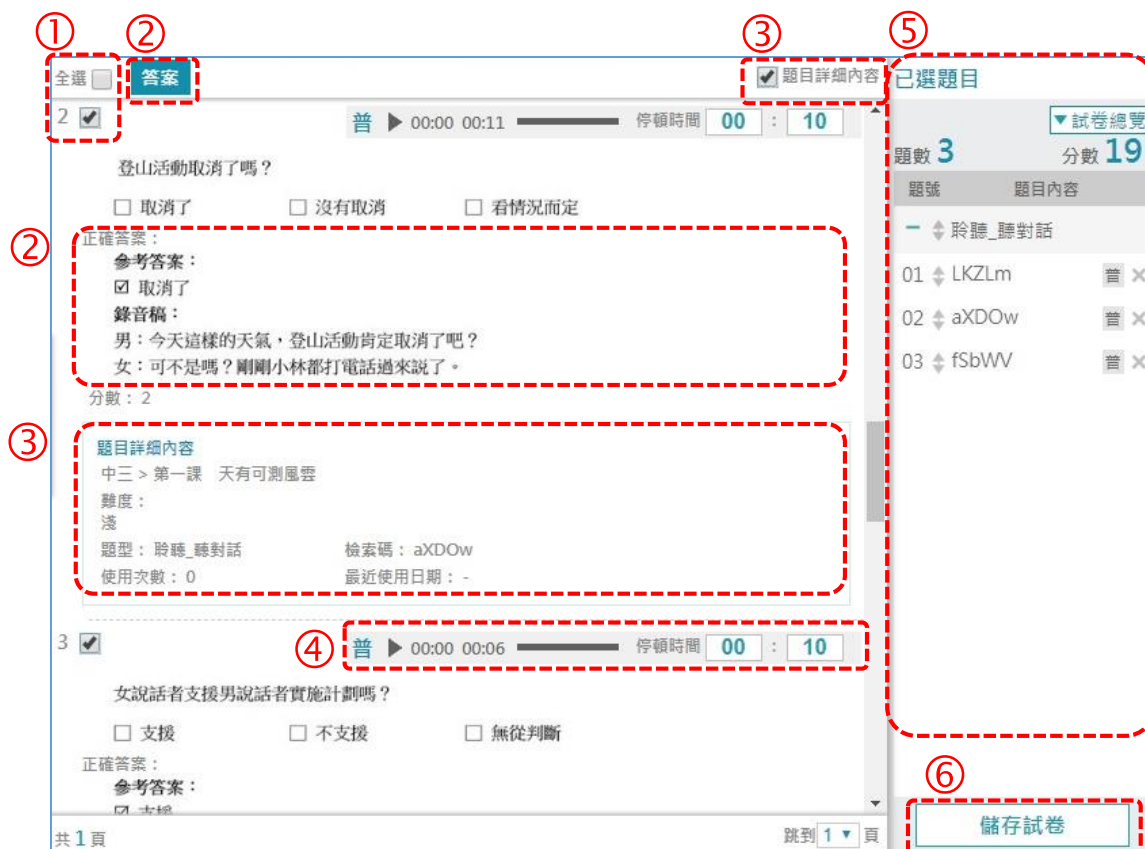 ① ② ③ ⑤
全選 答案 題目詳細內容 已選題目
2 普 00:00 00:11 停頓時間 00 : 10
▼試卷總覽
題數 3 分數 19
登山活動取消了嗎？
題號 題目內容
□ 取消了 □ 沒有取消 □ 看情況而定
聆聽_聽對話
②
正確答案：
參考答案：
☑ 取消了
錄音稿：
男：今天這樣的天氣，登山活動肯定取消了吧？
女：可不是嗎？剛剛小林都打電話過來說了。
01 LKZLm 普 ×
02 aXDOw 普 ×
03 fSbWV 普 ×
分數： 2
③
題目詳細內容
中三 > 第一課 天有可測風雲
難度：
淺
題型： 聆聽_聽對話 檢索碼： aXDOw
使用次數： 0 最近使用日期： -
3 ④ 普 00:00 00:06 停頓時間 00 : 10
女說話者支援男說話者實施計劃嗎？
□ 支援 □ 不支援 □ 無從判斷
正確答案：
參考答案：
☑ 支援
⑥
共 1 頁 跳到 1 ▼ 頁
儲存試卷